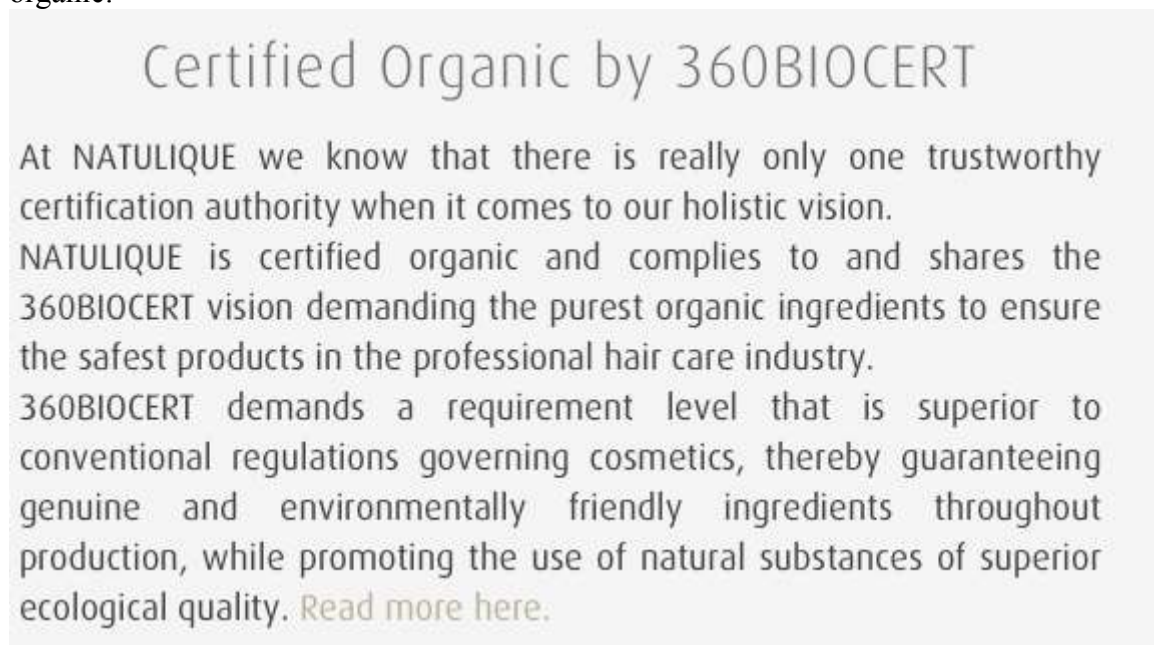 organic.
Certified Organic by 360BIOCERT
At NATULIQUE we know that there is really only one trustworthy
certification authority when it comes to our holistic vision.
NATULIQUE is certified organic and complies to and shares the
360BIOCERT vision demanding the purest organic ingredients to ensure
the safest products in the professional hair care industry.
360BIOCERT demands a requirement level that is superior to
conventional regulations governing cosmetics, thereby guaranteeing
genuine and environmentally friendly ingredients throughout
production, while promoting the use of natural substances of superior
ecological quality. Read more here.